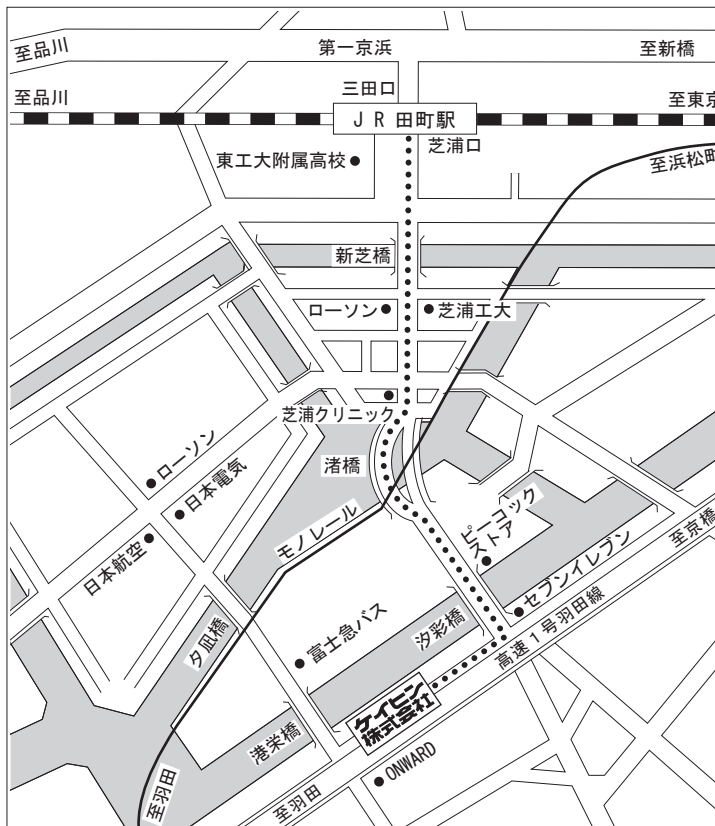 至品川
第一京浜
至新橋
至品川
三田口
至東京
ＪＲ田町駅
芝浦口
東工大附属高校
至浜松町
新芝橋
ローソン
芝浦工大
芝浦クリニック
渚橋
ローソン
日本電気
ピーコック
ストア
モノレール
日本航空
セブンイレブン
至京橋
夕凪橋
富士急バス
汐彩橋
高速１号羽田線
ケイヒン
株式会社
港栄橋
ONWARD
至羽田
至羽田